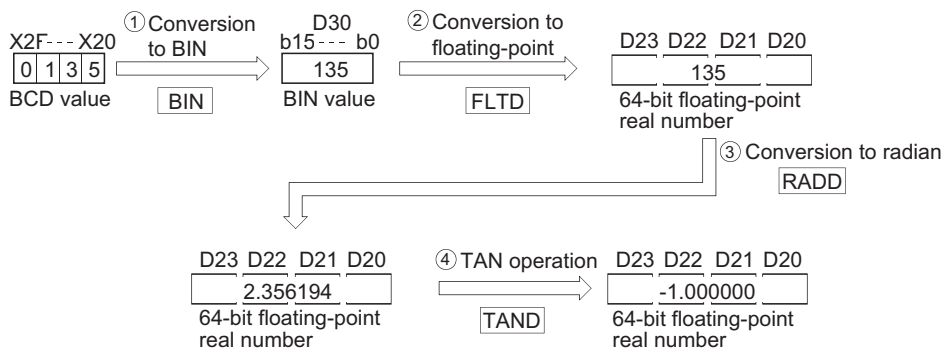 ① Conversion to BIN
X2F--- X20
0 1 3 5
BCD value
BIN
D30
b15--- b0
135
BIN value
② Conversion to floating-point
FLTD
D23 D22 D21 D20
135
64-bit floating-point
real number
③ Conversion to radian
RADD
D23 D22 D21 D20
2.356194
64-bit floating-point
real number
④ TAN operation
TAND
D23 D22 D21 D20
-1.000000
64-bit floating-point
real number